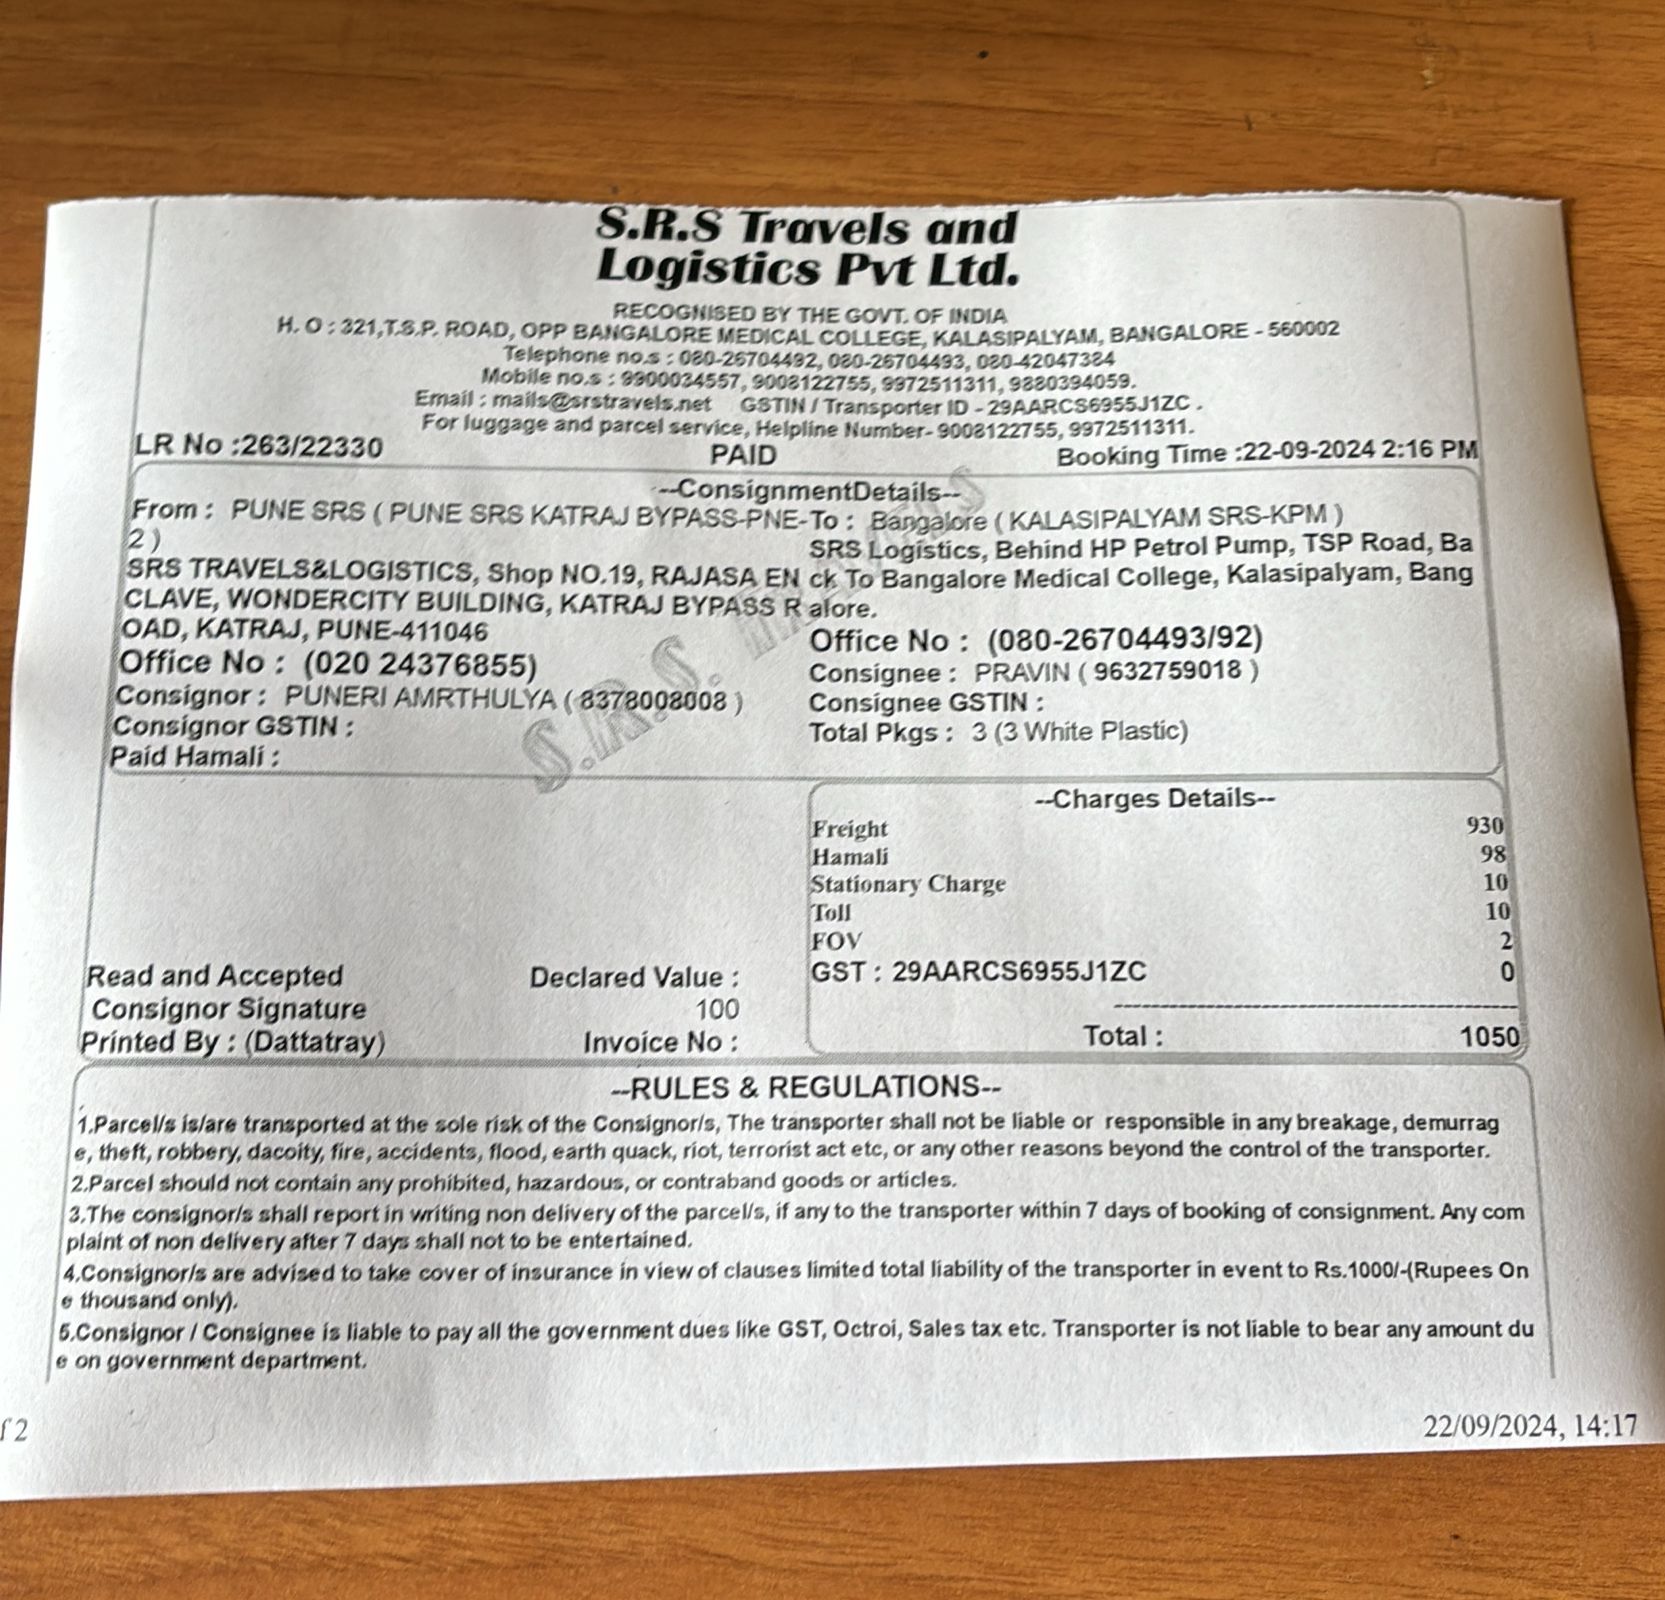 S.R.S Travels and
Logistics Pvt Ltd.
RECOGNISED BY THE GOVT. OF INDIA
H. O : 321,T.S.P. ROAD, OPP BANGALORE MEDICAL COLLEGE, KALASIPALYAM, BANGALORE - 560002
Telephone no.s : 080-26704492, 080-26704493, 080-42047384
Mobile no.s : 9900034557, 9008122755, 9972511311, 9880394059.
Email : mails@srstravels.net GSTIN / Transporter ID - 29AARCS6955J1ZC .
For luggage and parcel service, Helpline Number- 9008122755, 9972511311.
LR No :263/22330 PAID Booking Time :22-09-2024 2:16 PM
--ConsignmentDetails--
From : PUNE SRS ( PUNE SRS KATRAJ BYPASS-PNE-
2 )
SRS TRAVELS&LOGISTICS, Shop NO.19, RAJASA EN
CLAVE, WONDERCITY BUILDING, KATRAJ BYPASS R
OAD, KATRAJ, PUNE-411046
Office No : (020 24376855)
Consignor : PUNERI AMRTHULYA ( 8378008008 )
Consignor GSTIN :
Paid Hamali :
To : Bangalore ( KALASIPALYAM SRS-KPM )
SRS Logistics, Behind HP Petrol Pump, TSP Road, Ba
ck To Bangalore Medical College, Kalasipalyam, Bang
alore.
Office No : (080-26704493/92)
Consignee : PRAVIN ( 9632759018 )
Consignee GSTIN :
Total Pkgs : 3 (3 White Plastic)
S.R.S. TRAVELS
--Charges Details--
Freight 930
Hamali 98
Stationary Charge 10
Toll 10
FOV 2
GST : 29AARCS6955J1ZC 0
Total : 1050
Read and Accepted Declared Value :
Consignor Signature 100
Printed By : (Dattatray) Invoice No :
--RULES & REGULATIONS--
1.Parcel/s is/are transported at the sole risk of the Consignor/s, The transporter shall not be liable or responsible in any breakage, demurrag
e, theft, robbery, dacoity, fire, accidents, flood, earth quack, riot, terrorist act etc, or any other reasons beyond the control of the transporter.
2.Parcel should not contain any prohibited, hazardous, or contraband goods or articles.
3.The consignor/s shall report in writing non delivery of the parcel/s, if any to the transporter within 7 days of booking of consignment. Any com
plaint of non delivery after 7 days shall not to be entertained.
4.Consignor/s are advised to take cover of insurance in view of clauses limited total liability of the transporter in event to Rs.1000/-(Rupees On
e thousand only).
5.Consignor / Consignee is liable to pay all the government dues like GST, Octroi, Sales tax etc. Transporter is not liable to bear any amount du
e on government department.
f 2 22/09/2024, 14:17